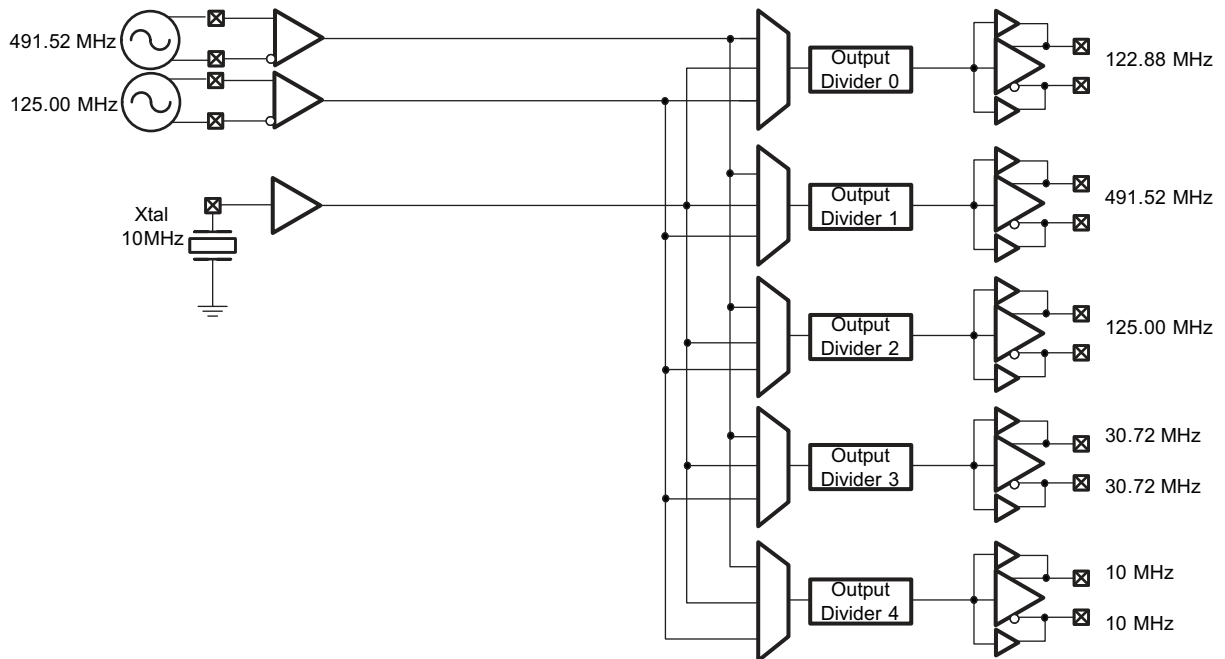 491.52 MHz
125.00 MHz
Xtal
10MHz
Output
Divider 0
122.88 MHz
Output
Divider 1
491.52 MHz
Output
Divider 2
125.00 MHz
Output
Divider 3
30.72 MHz
30.72 MHz
Output
Divider 4
10 MHz
10 MHz